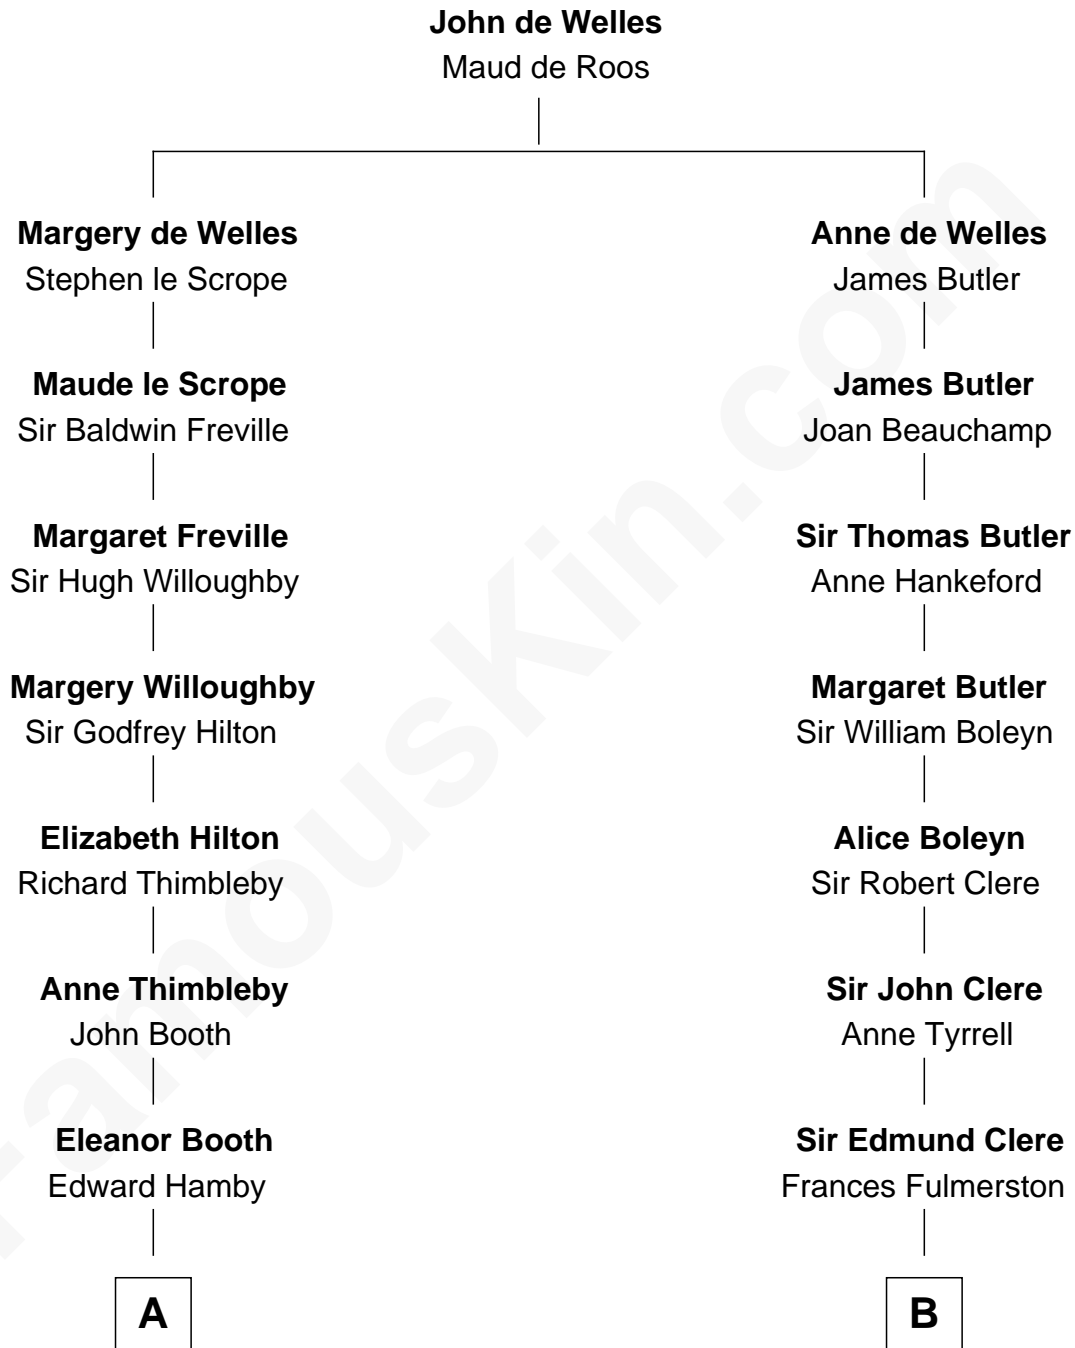 John de Welles
Maud de Roos
Margery de Welles
Stephen le Scrope
Anne de Welles
James Butler
Maude le Scrope
Sir Baldwin Freville
James Butler
Joan Beauchamp
Margaret Freville
Sir Hugh Willoughby
Sir Thomas Butler
Anne Hankeford
Margery Willoughby
Sir Godfrey Hilton
Margaret Butler
Sir William Boleyn
Elizabeth Hilton
Richard Thimbleby
Alice Boleyn
Sir Robert Clere
Anne Thimbleby
John Booth
Sir John Clere
Anne Tyrrell
Eleanor Booth
Edward Hamby
Sir Edmund Clere
Frances Fulmerston
A
B
FamousKin.com